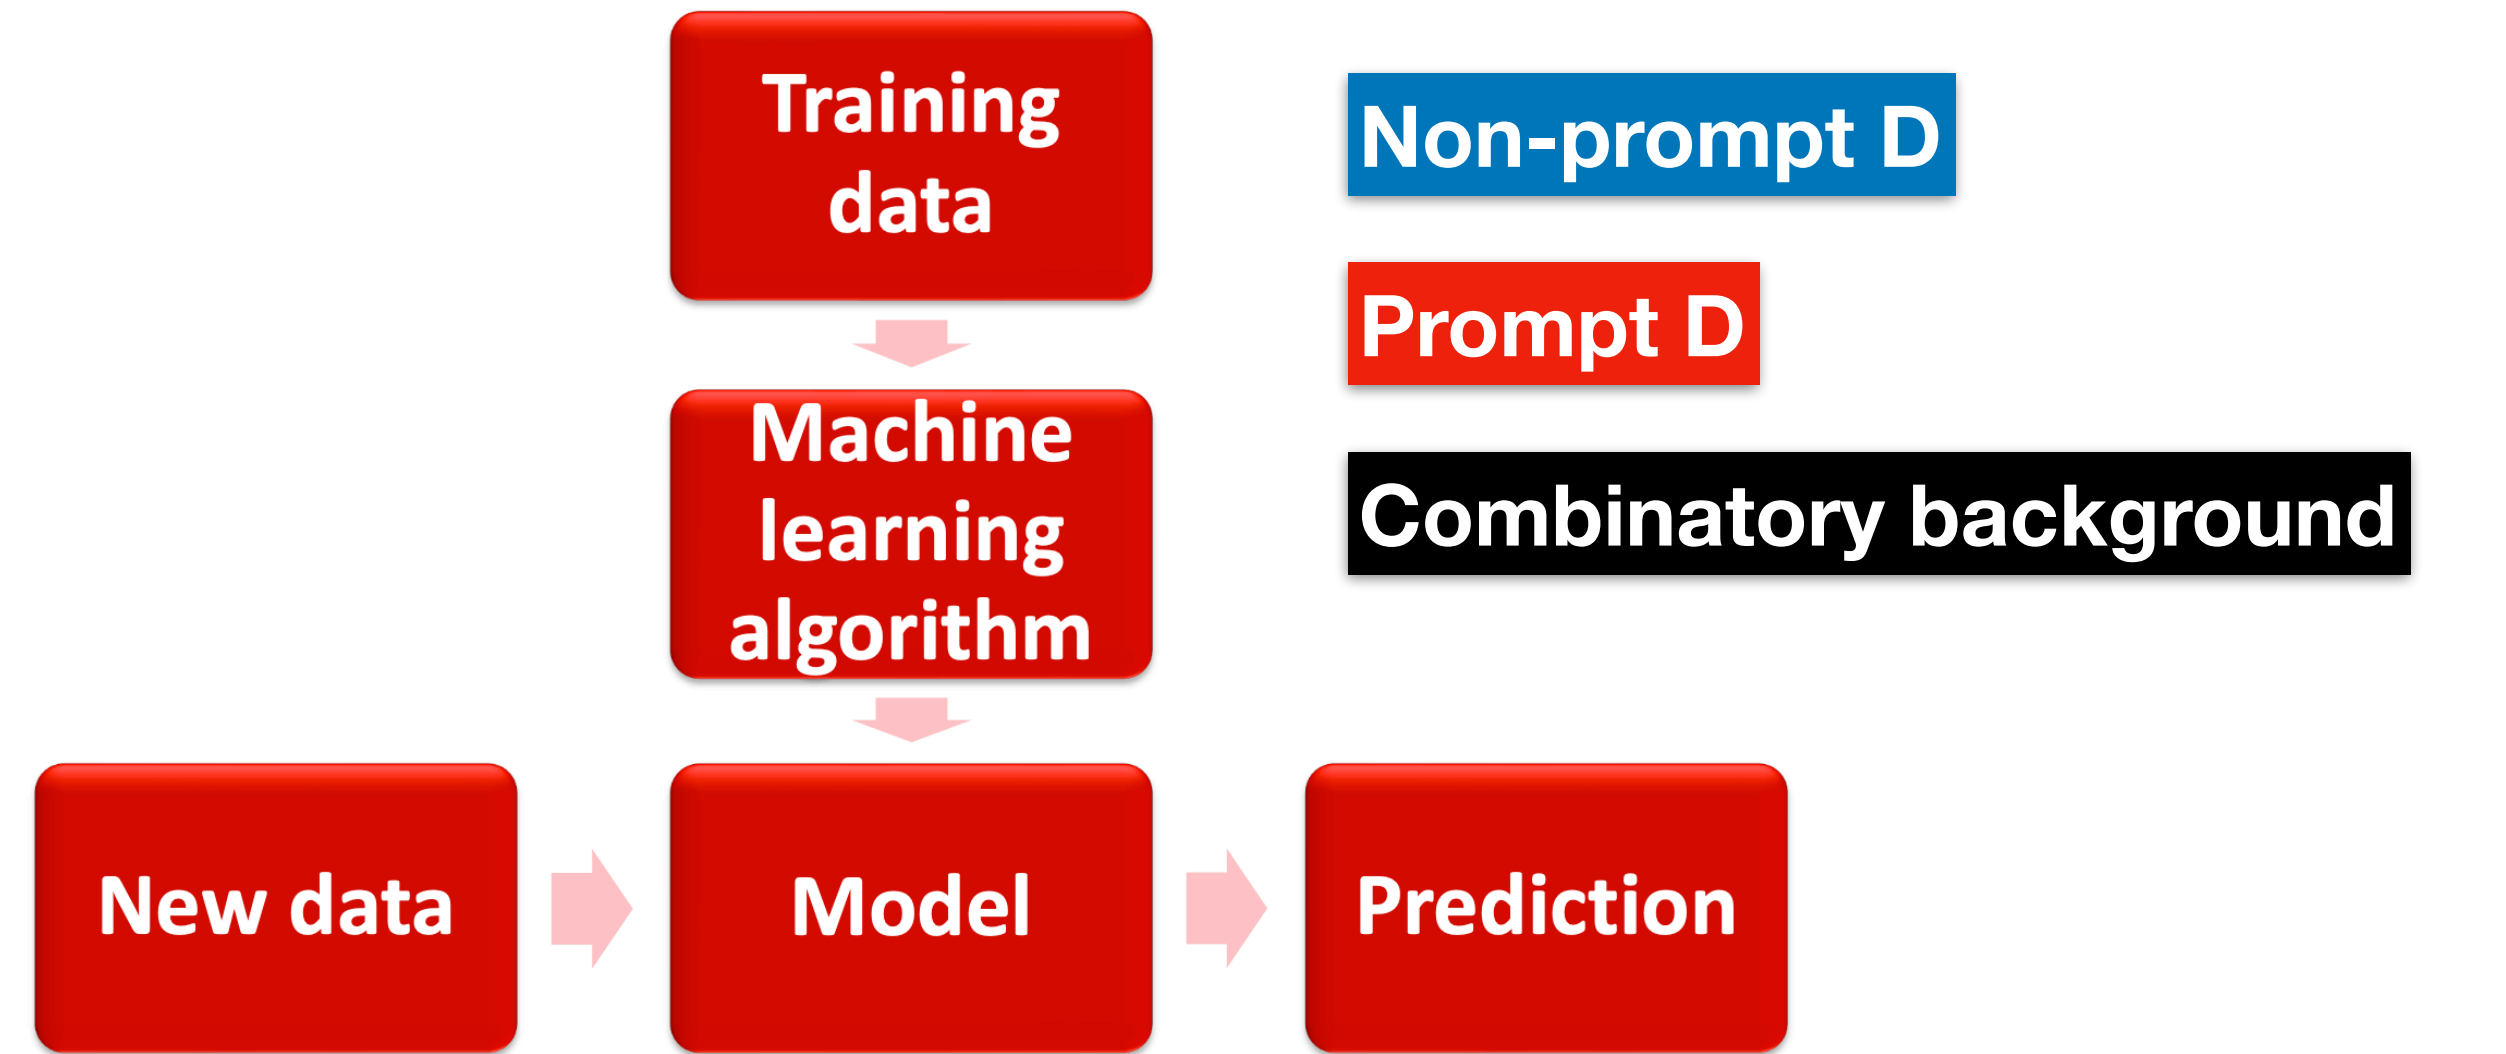 Training
data
Non-prompt D
Prompt D
Machine
learning
algorithm
Combinatory background
New data
Model
Prediction